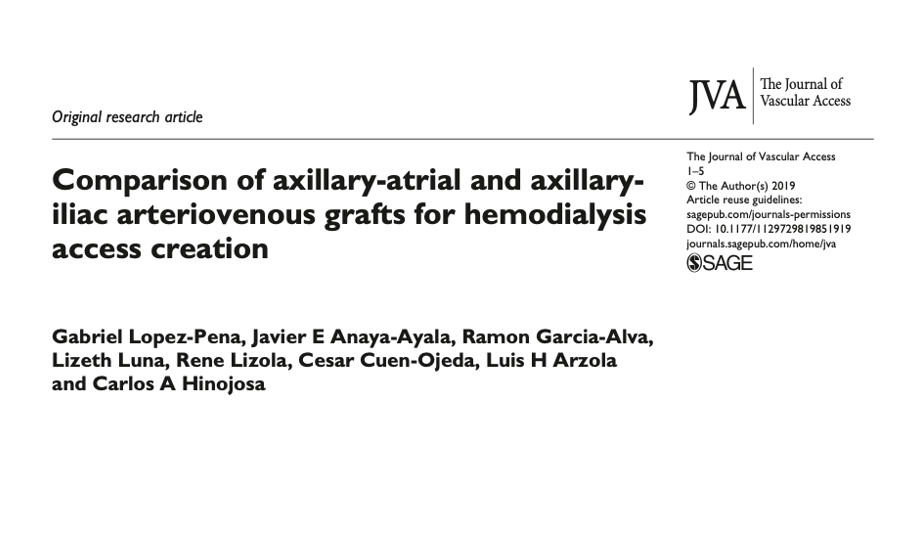 Original research article
JVA
The Journal of
Vascular Access
Comparison of axillary-atrial and axillary-
iliac arteriovenous grafts for hemodialysis
access creation
The Journal of Vascular Access
1–5
© The Author(s) 2019
Article reuse guidelines:
sagepub.com/journals-permissions
DOI: 10.1177/1129729819851919
journals.sagepub.com/home/jva
SAGE
Gabriel Lopez-Pena, Javier E Anaya-Ayala, Ramon Garcia-Alva,
Lizeth Luna, Rene Lizola, Cesar Cuen-Ojeda, Luis H Arzola
and Carlos A Hinojosa